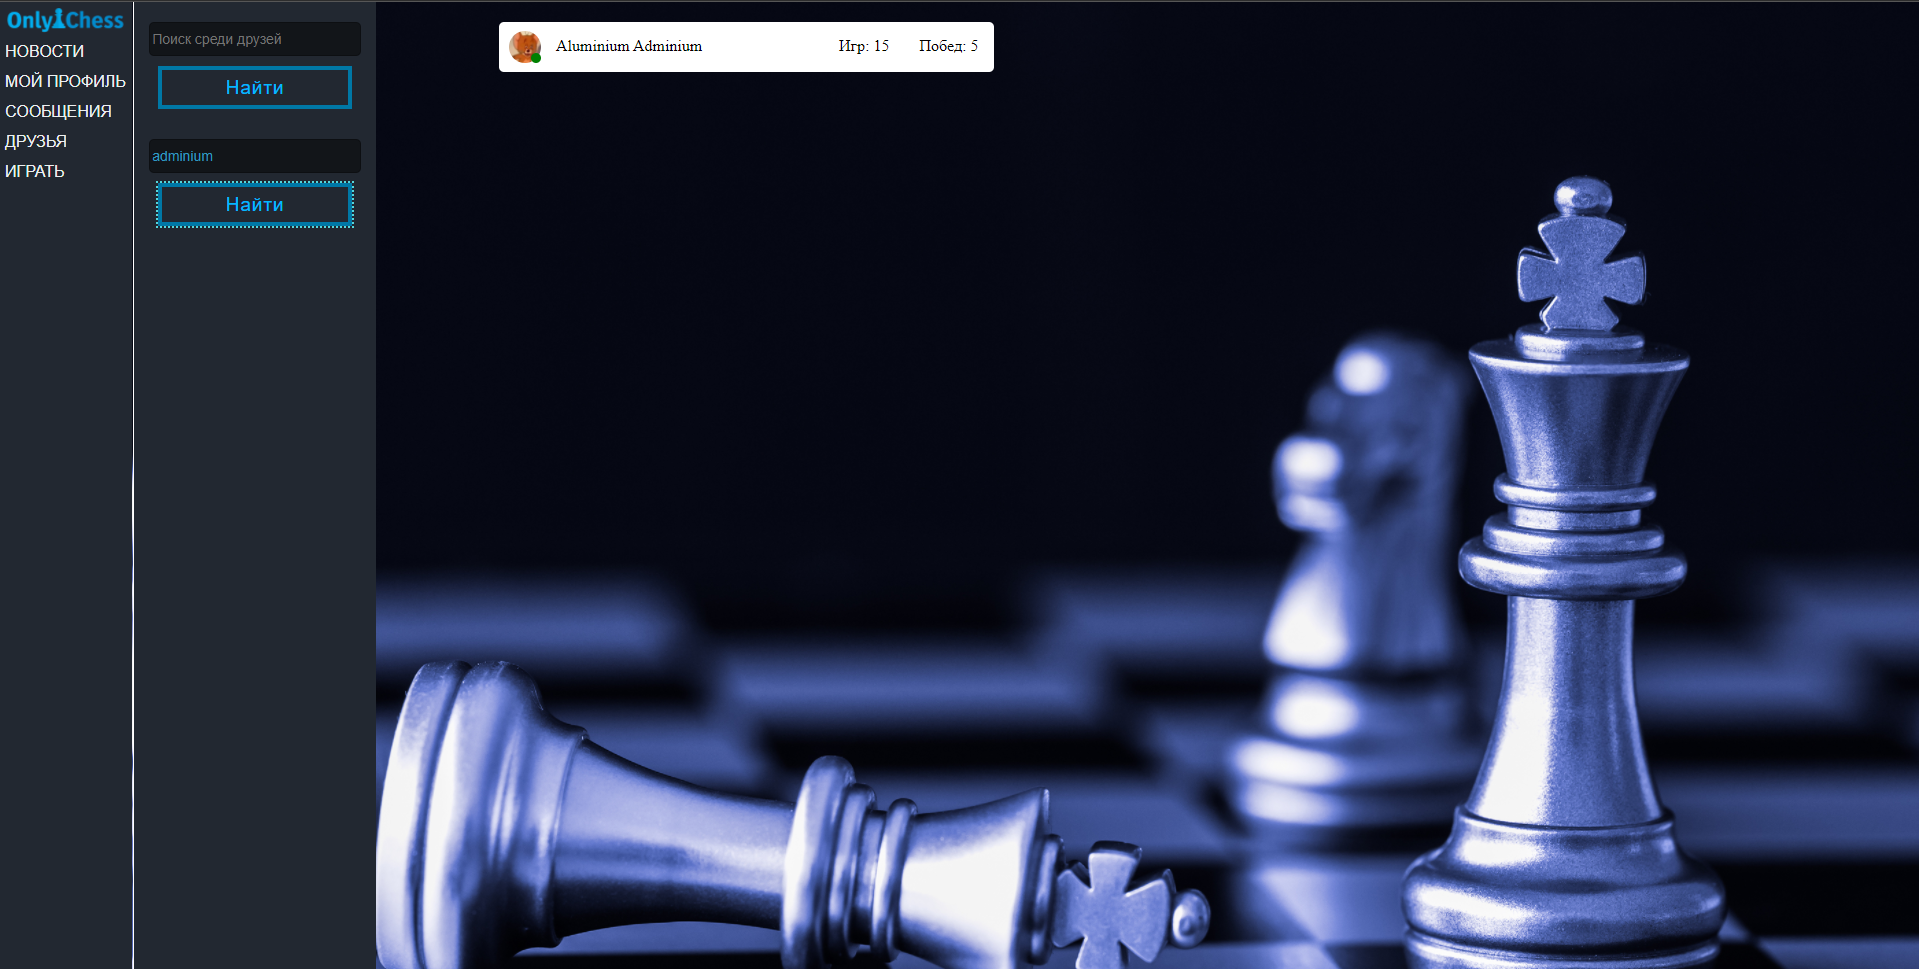 OnlyChess
НОВОСТИ
МОЙ ПРОФИЛЬ
СООБЩЕНИЯ
ДРУЗЬЯ
ИГРАТЬ
Поиск среди друзей
Найти
adminium
Найти
Aluminium Adminium Игр: 15 Побед: 5